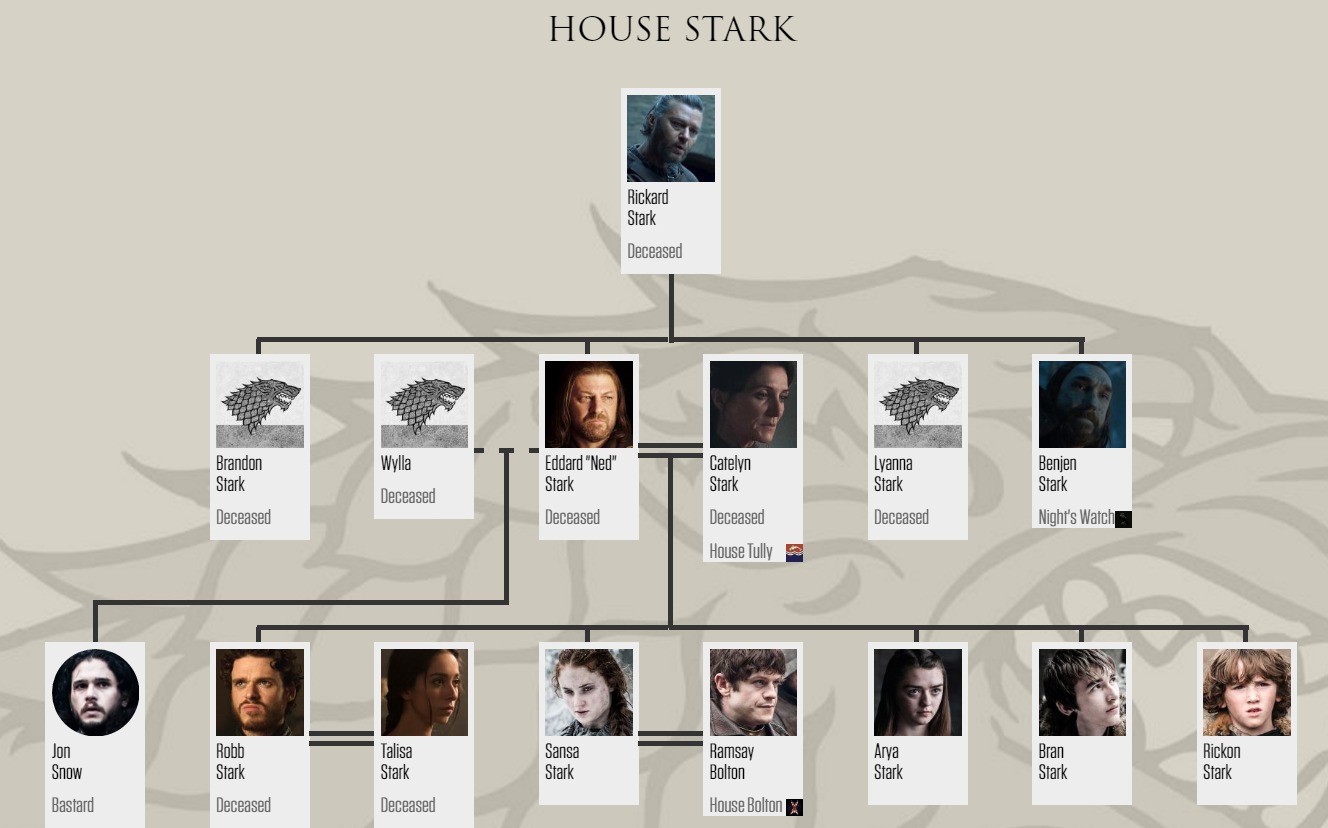 HOUSE STARK
Rickard
Stark
Deceased
Brandon
Stark
Deceased
Wylla
Deceased
Eddard "Ned"
Stark
Deceased
Catelyn
Stark
Deceased
House Tully
Lyanna
Stark
Deceased
Benjen
Stark
Night's Watch
Jon
Snow
Bastard
Robb
Stark
Deceased
Talisa
Stark
Deceased
Sansa
Stark
Ramsay
Bolton
House Bolton
Arya
Stark
Bran
Stark
Rickon
Stark